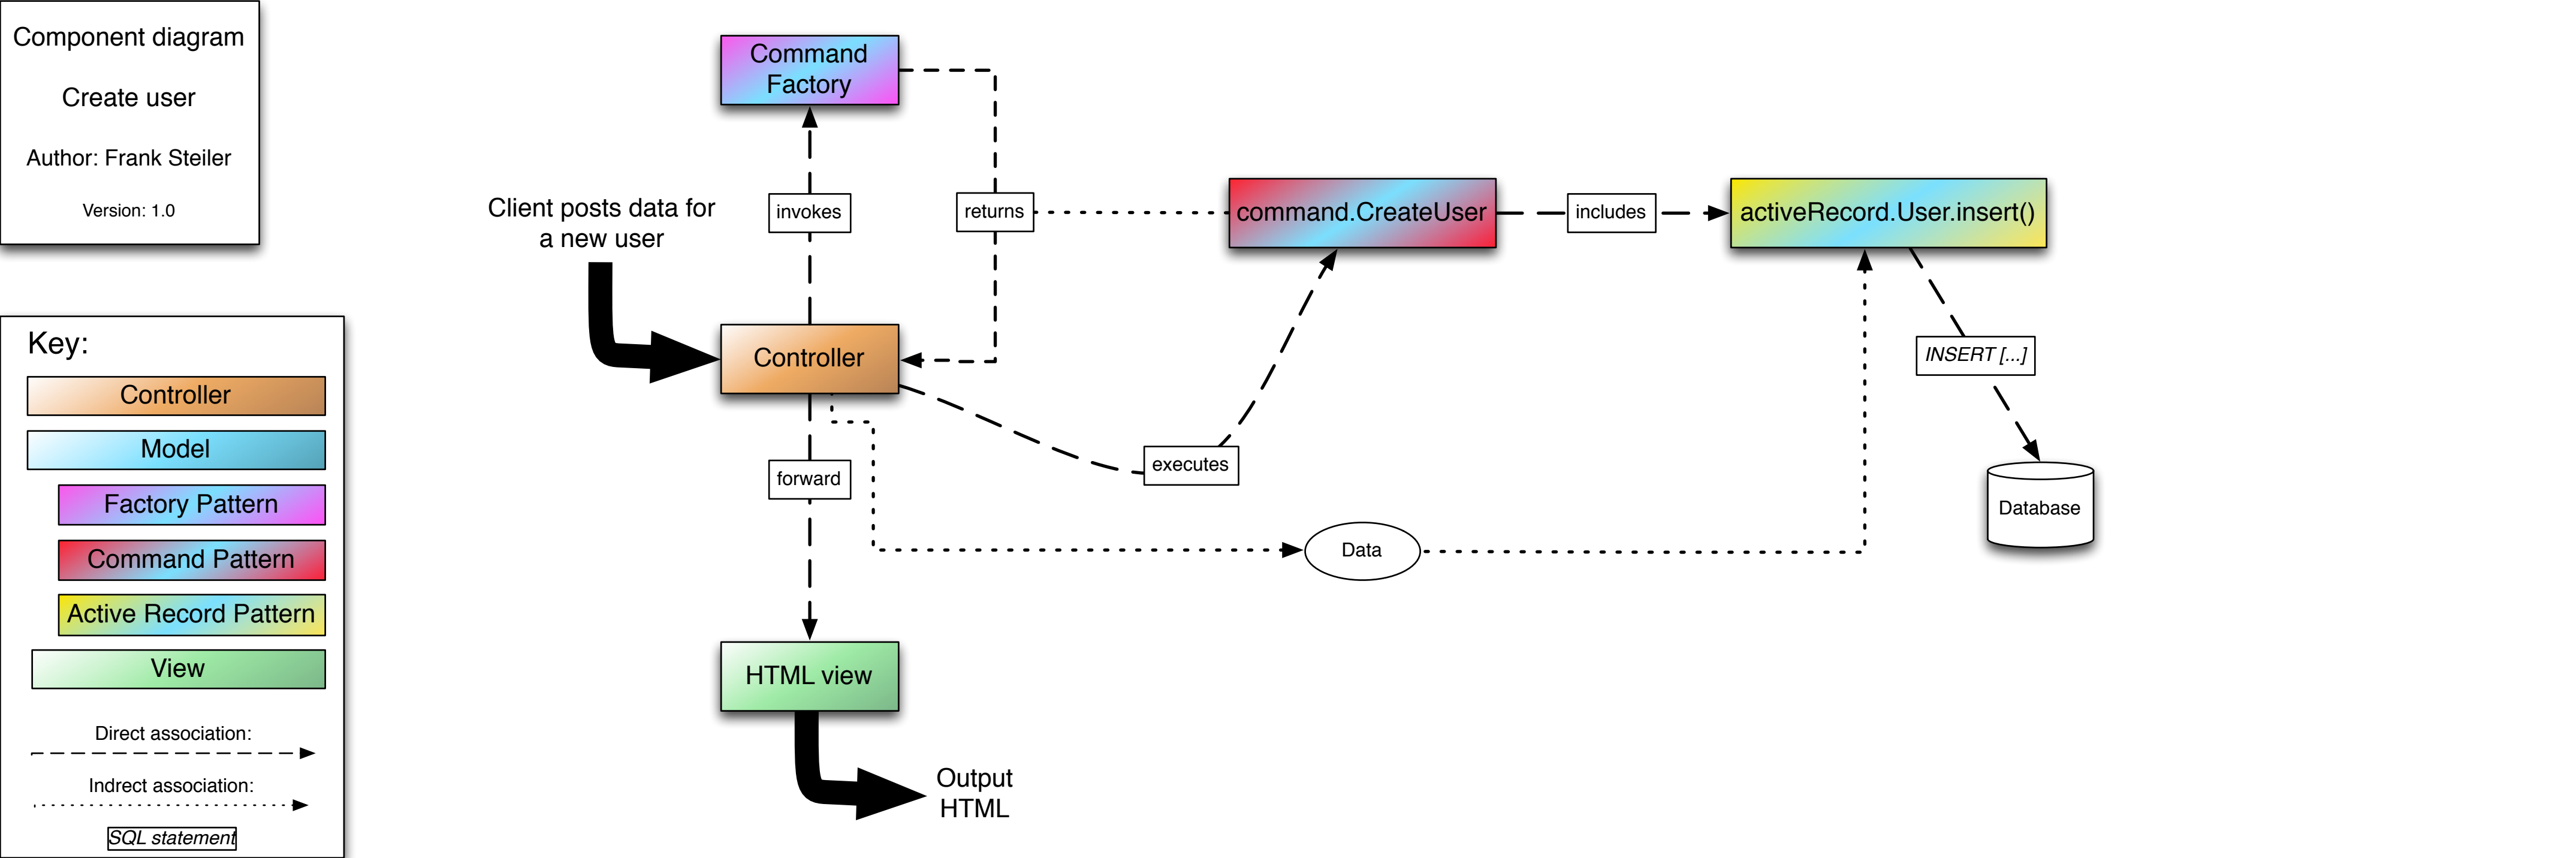 Component diagram
Create user
Author: Frank Steiler
Version: 1.0
Key:
Controller
Model
Factory Pattern
Command Pattern
Active Record Pattern
View
Direct association:
Indrect association:
SQL statement
Client posts data for
a new user
Command
Factory
invokes
returns
command.CreateUser
includes
activeRecord.User.insert()
Controller
INSERT [...]
executes
forward
Data
Database
HTML view
Output
HTML